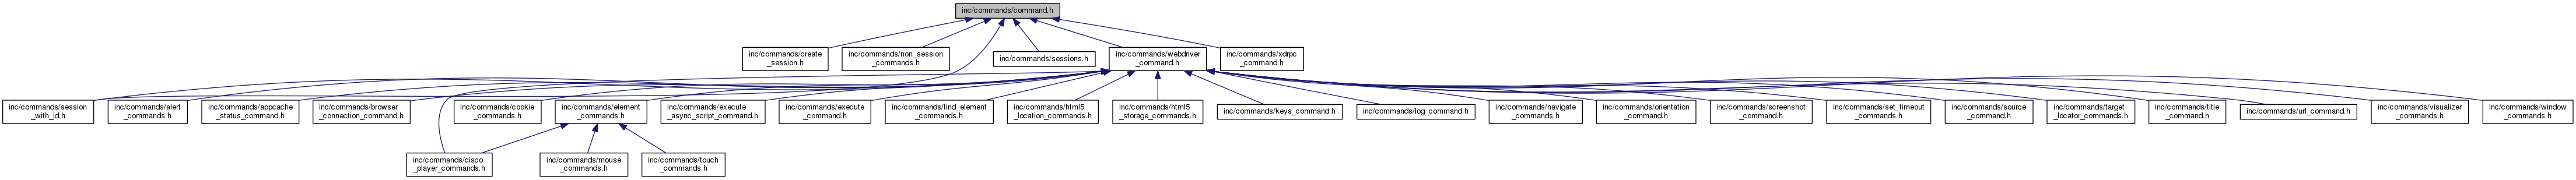 inc/commands/command.h
inc/commands/create
_session.h
inc/commands/non_session
_commands.h
inc/commands/sessions.h
inc/commands/webdriver
_command.h
inc/commands/xdrpc
_command.h
inc/commands/session
_with_id.h
inc/commands/alert
_commands.h
inc/commands/appcache
_status_command.h
inc/commands/browser
_connection_command.h
inc/commands/cookie
_commands.h
inc/commands/element
_commands.h
inc/commands/execute
_async_script_command.h
inc/commands/execute
_command.h
inc/commands/find_element
_commands.h
inc/commands/html5
_location_commands.h
inc/commands/html5
_storage_commands.h
inc/commands/keys_command.h
inc/commands/log_command.h
inc/commands/navigate
_commands.h
inc/commands/orientation
_command.h
inc/commands/screenshot
_command.h
inc/commands/set_timeout
_commands.h
inc/commands/source
_command.h
inc/commands/target
_locator_commands.h
inc/commands/title
_command.h
inc/commands/url_command.h
inc/commands/visualizer
_commands.h
inc/commands/window
_commands.h
inc/commands/cisco
_player_commands.h
inc/commands/mouse
_commands.h
inc/commands/touch
_commands.h